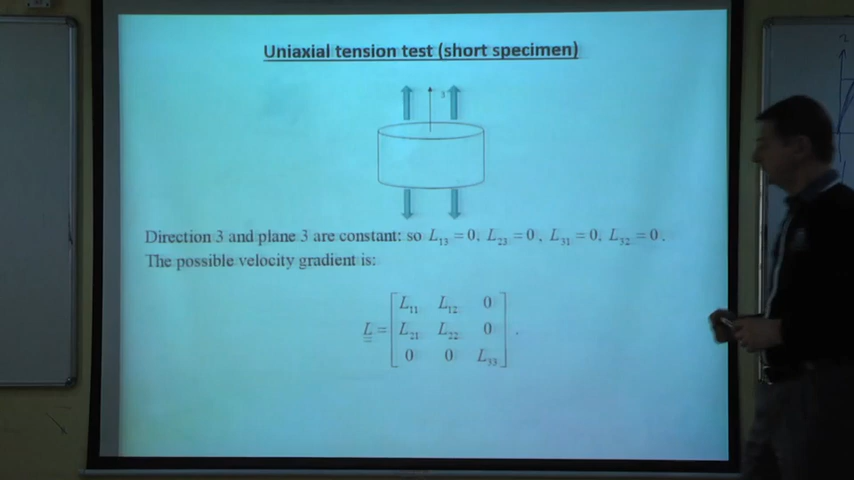 Uniaxial tension test (short specimen)
3
Direction 3 and plane 3 are constant: so L₁₃ = 0, L₂₃ = 0, L₃₁ = 0, L₃₂ = 0.
The possible velocity gradient is:
L = [ L₁₁ L₁₂ 0
L₂₁ L₂₂ 0
0 0 L₃₃ ] .